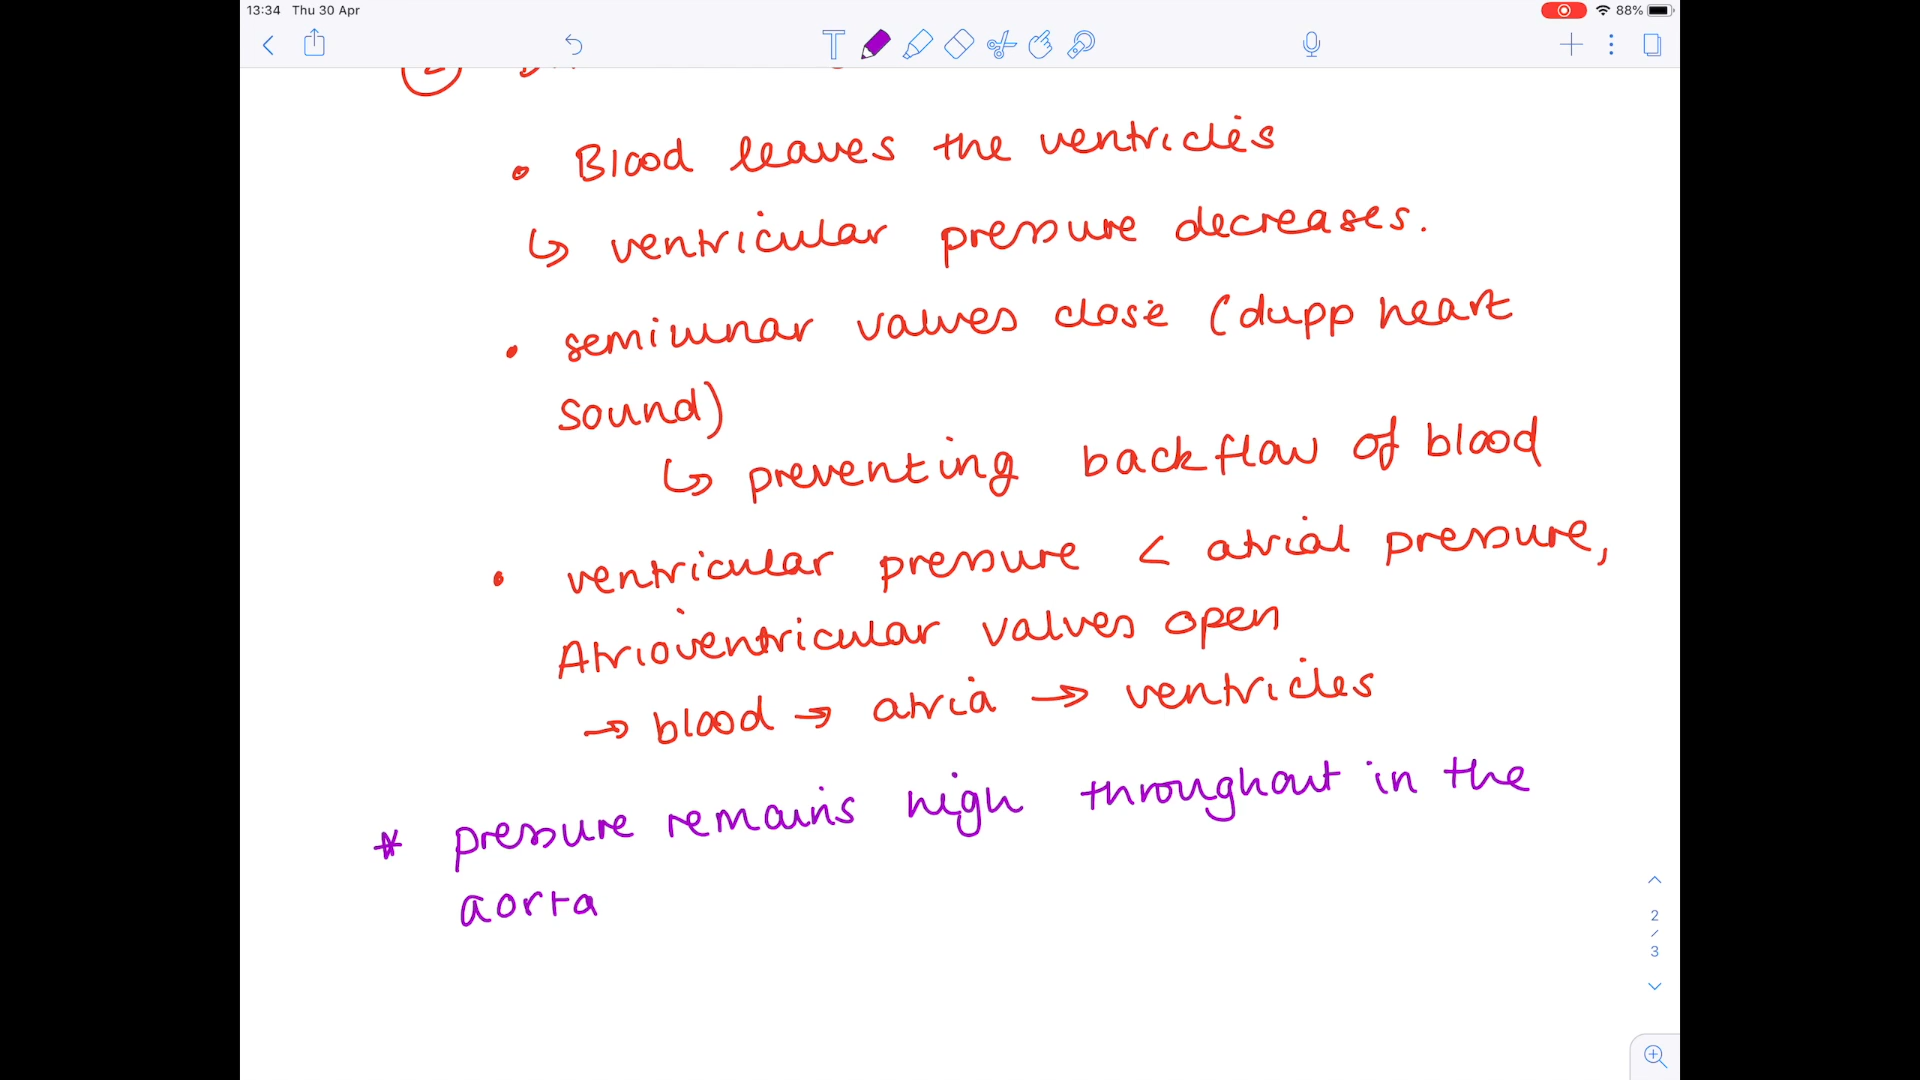 13:34 Thu 30 Apr
88%
T
• Blood leaves the ventricles
↳ ventricular pressure decreases.
• semilunar valves close (dupp heart
sound)
↳ preventing backflow of blood
• ventricular pressure < atrial pressure,
Atrioventricular valves open
→ blood → atria → ventricles
* pressure remains high throughout in the
aorta
2
/
3